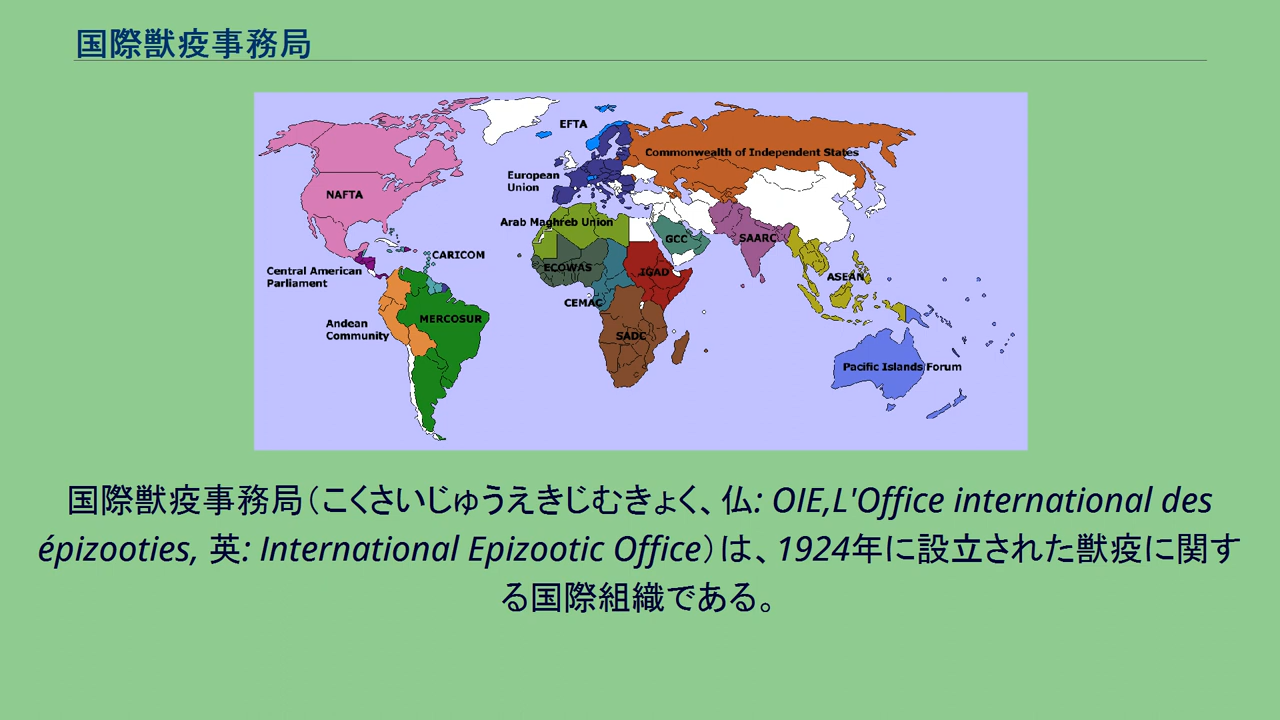 国際獣疫事務局
EFTA
Commonwealth of Independent States
European
Union
NAFTA
Arab Maghreb Union
GCC
SAARC
CARICOM
ECOWAS
IGAD
Central American
Parliament
ASEAN
CEMAC
MERCOSUR
Andean
Community
SADC
Pacific Islands Forum
国際獣疫事務局（こくさいじゅうえきじむきょく、仏: OIE,L'Office international des
épizooties, 英: International Epizootic Office）は、1924年に設立された獣疫に関す
る国際組織である。